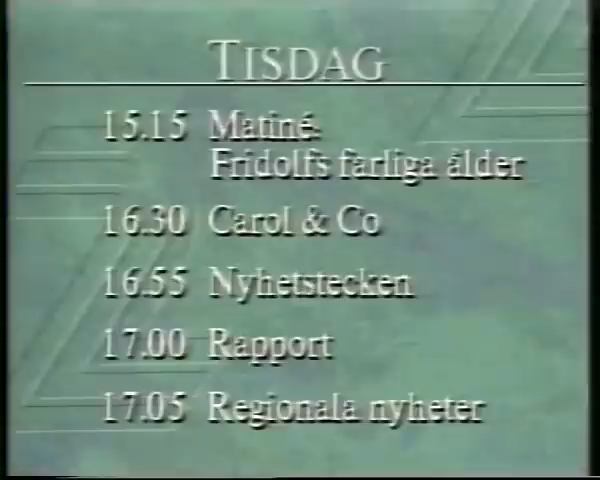 TISDAG
15.15 Matiné:
Fridolfs farliga ålder
16.30 Carol & Co
16.55 Nyhetstecken
17.00 Rapport
17.05 Regionala nyheter